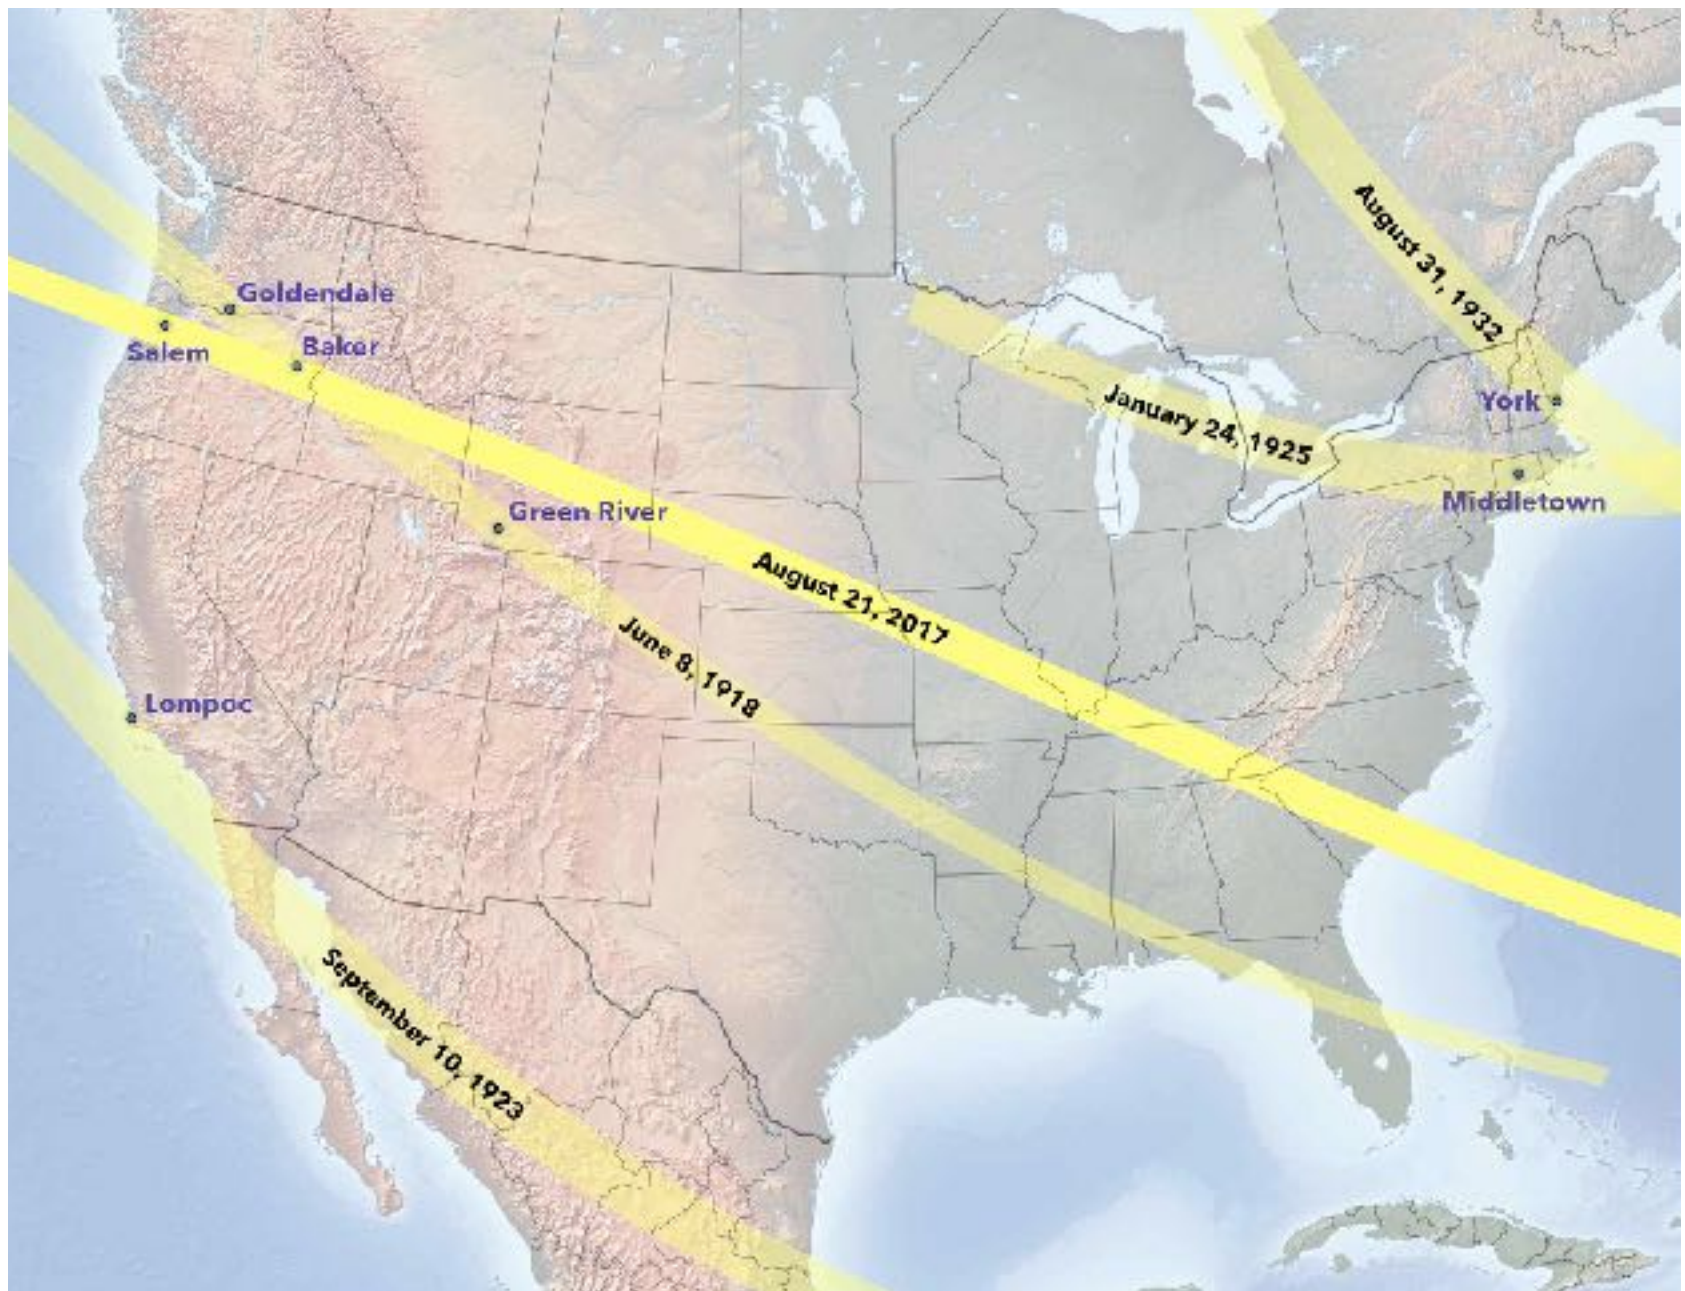 August 31, 1932
Goldendale
Salem
Baker
York
January 24, 1925
Middletown
Green River
August 21, 2017
June 8, 1918
Lompoc
September 10, 1923